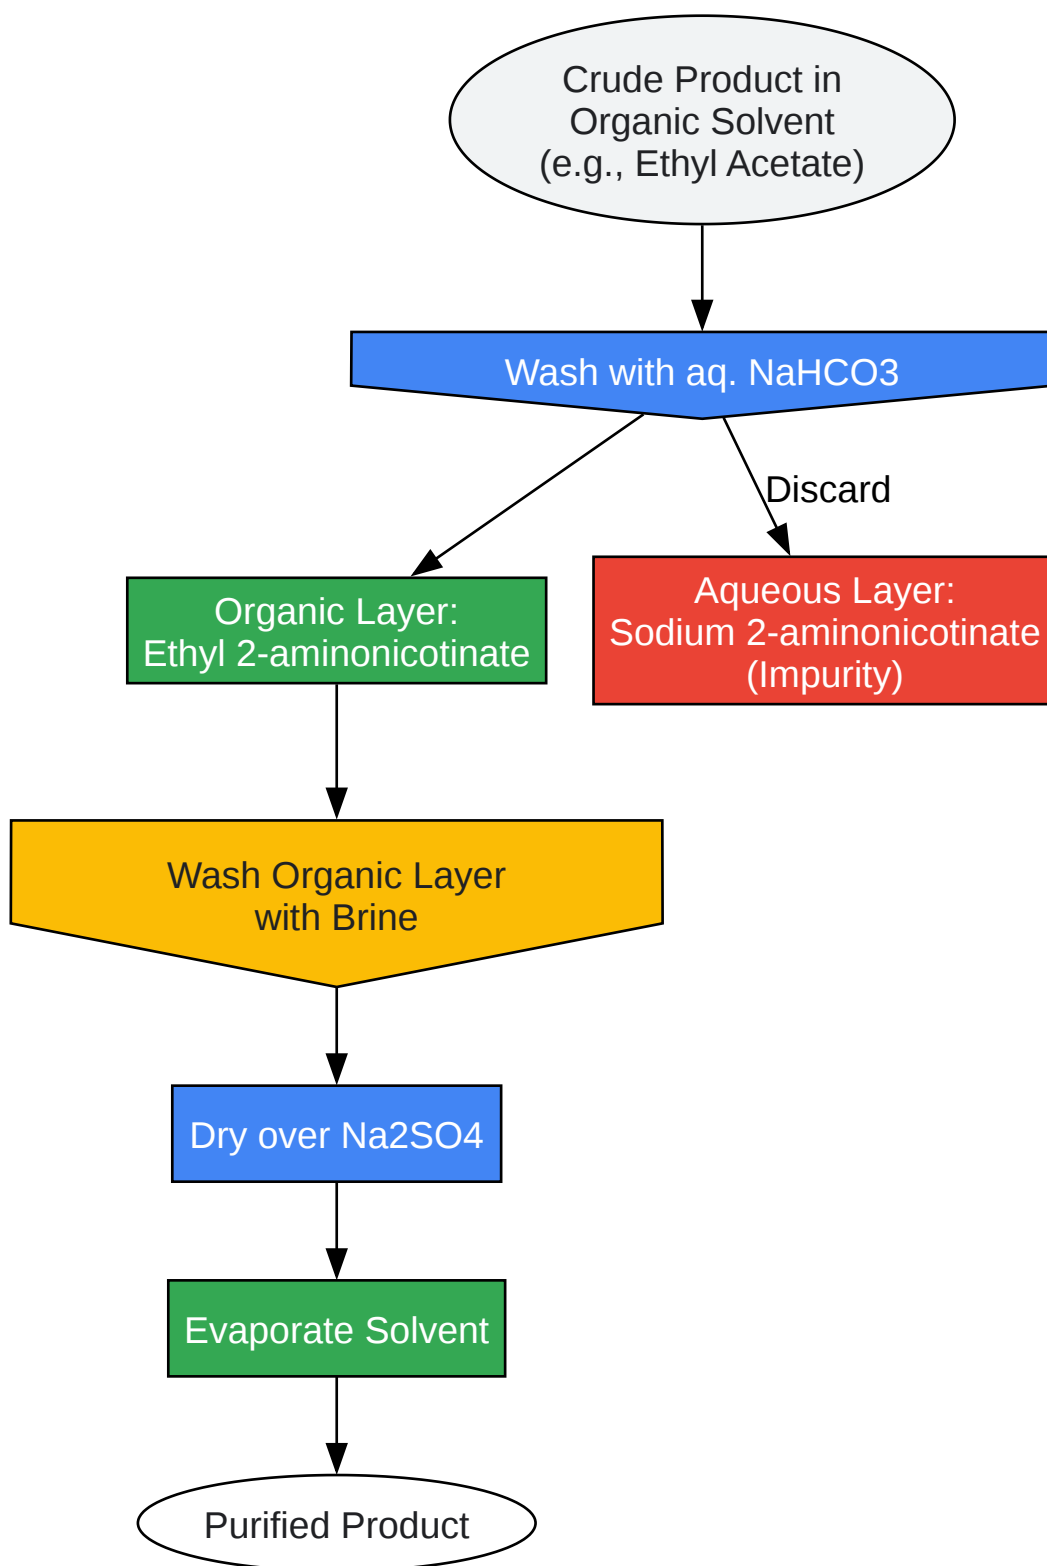 Crude Product in
Organic Solvent
(e.g., Ethyl Acetate)
Wash with aq. NaHCO3
Discard
Organic Layer:
Ethyl 2-aminonicotinate
Aqueous Layer:
Sodium 2-aminonicotinate
(Impurity)
Wash Organic Layer
with Brine
Dry over Na2SO4
Evaporate Solvent
Purified Product